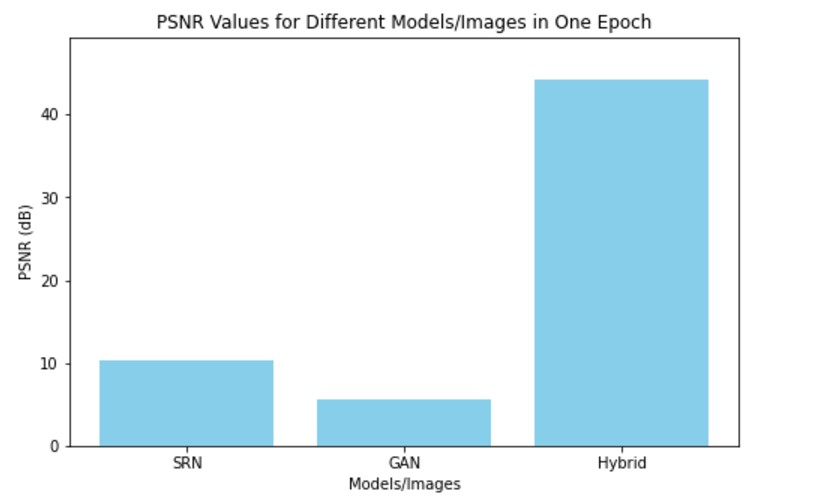 PSNR Values for Different Models/Images in One Epoch
PSNR (dB)
40
30
20
10
0
SRN GAN Hybrid
Models/Images